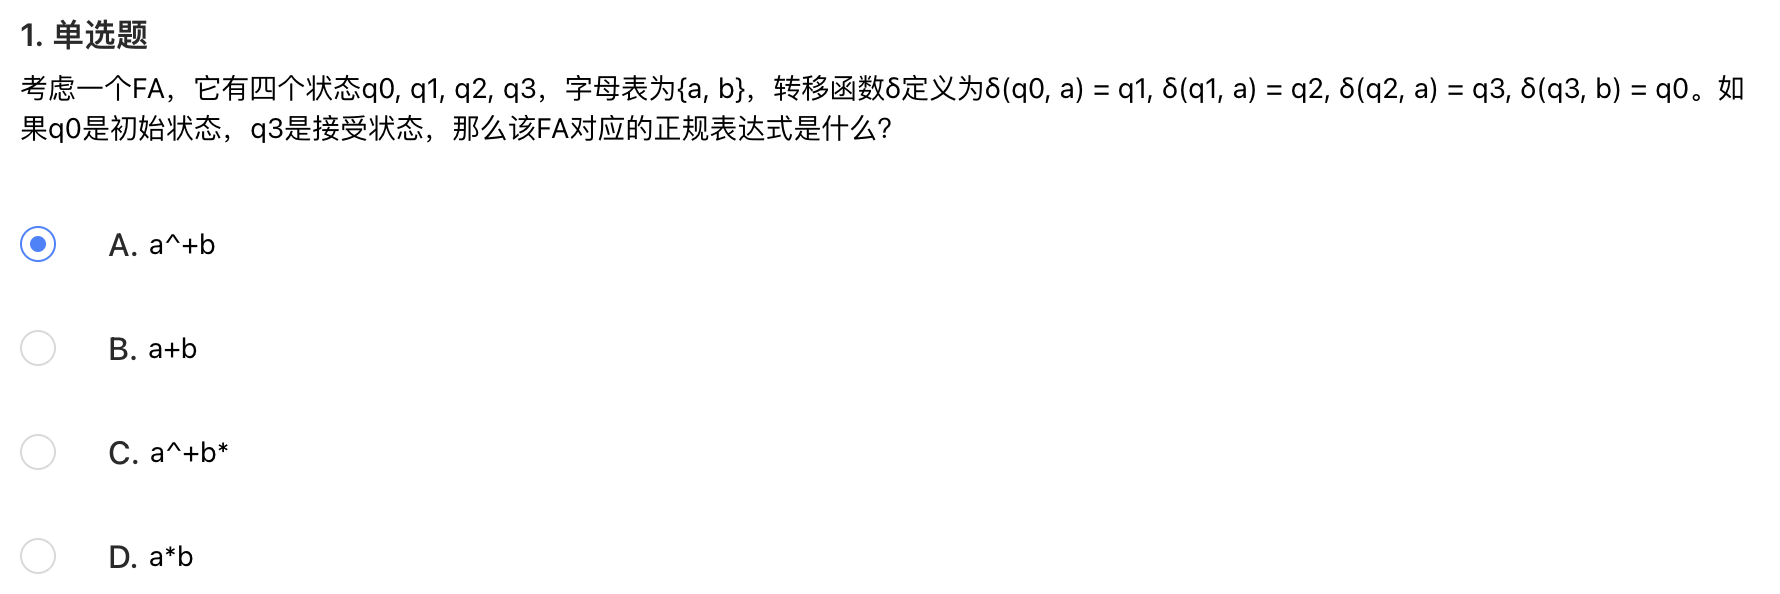 1. 单选题
考虑一个FA，它有四个状态q0, q1, q2, q3，字母表为{a, b}，转移函数δ定义为δ(q0, a) = q1, δ(q1, a) = q2, δ(q2, a) = q3, δ(q3, b) = q0。如
果q0是初始状态，q3是接受状态，那么该FA对应的正规表达式是什么?
A. a^+b
B. a+b
C. a^+b*
D. a*b